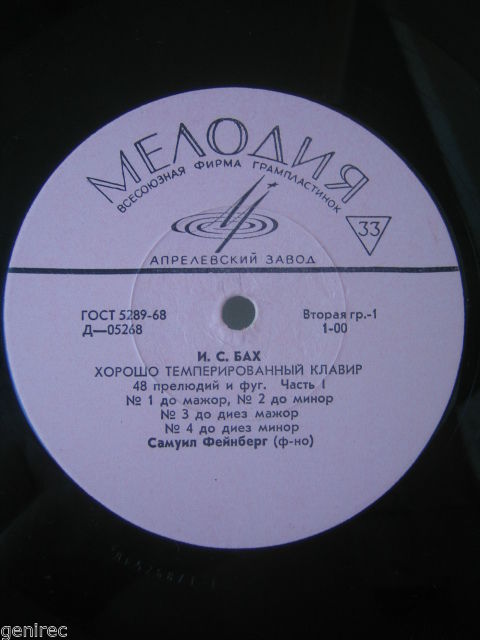 МЕЛОДИЯ
ВСЕСОЮЗНАЯ ФИРМА ГРАМПЛАСТИНОК
33
АПРЕЛЕВСКИЙ ЗАВОД
ГОСТ 5289-68
Вторая гр.-1
Д—05268
1-00
И. С. БАХ
ХОРОШО ТЕМПЕРИРОВАННЫЙ КЛАВИР
48 прелюдий и фуг. Часть I
№ 1 до мажор, № 2 до минор
№ 3 до диез мажор
№ 4 до диез минор
Самуил Фейнберг (ф-но)
genirec
genirec